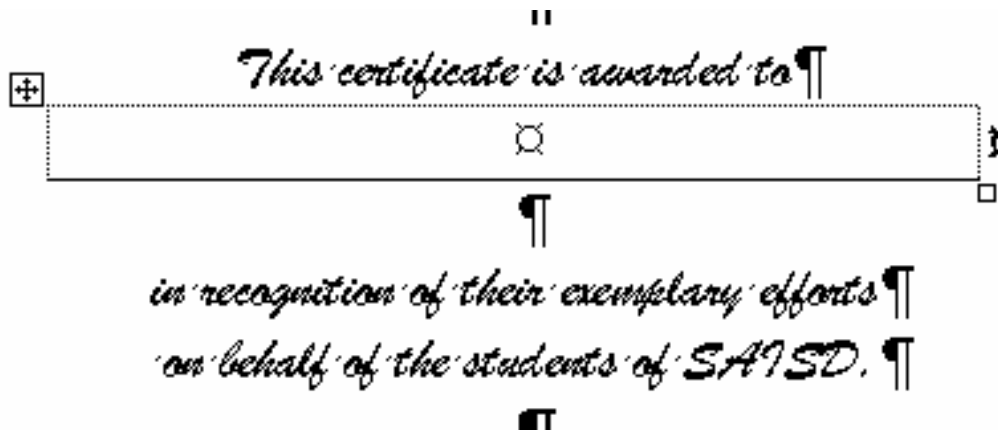 This certificate is awarded to
in recognition of their exemplary efforts
on behalf of the students of SAISD.